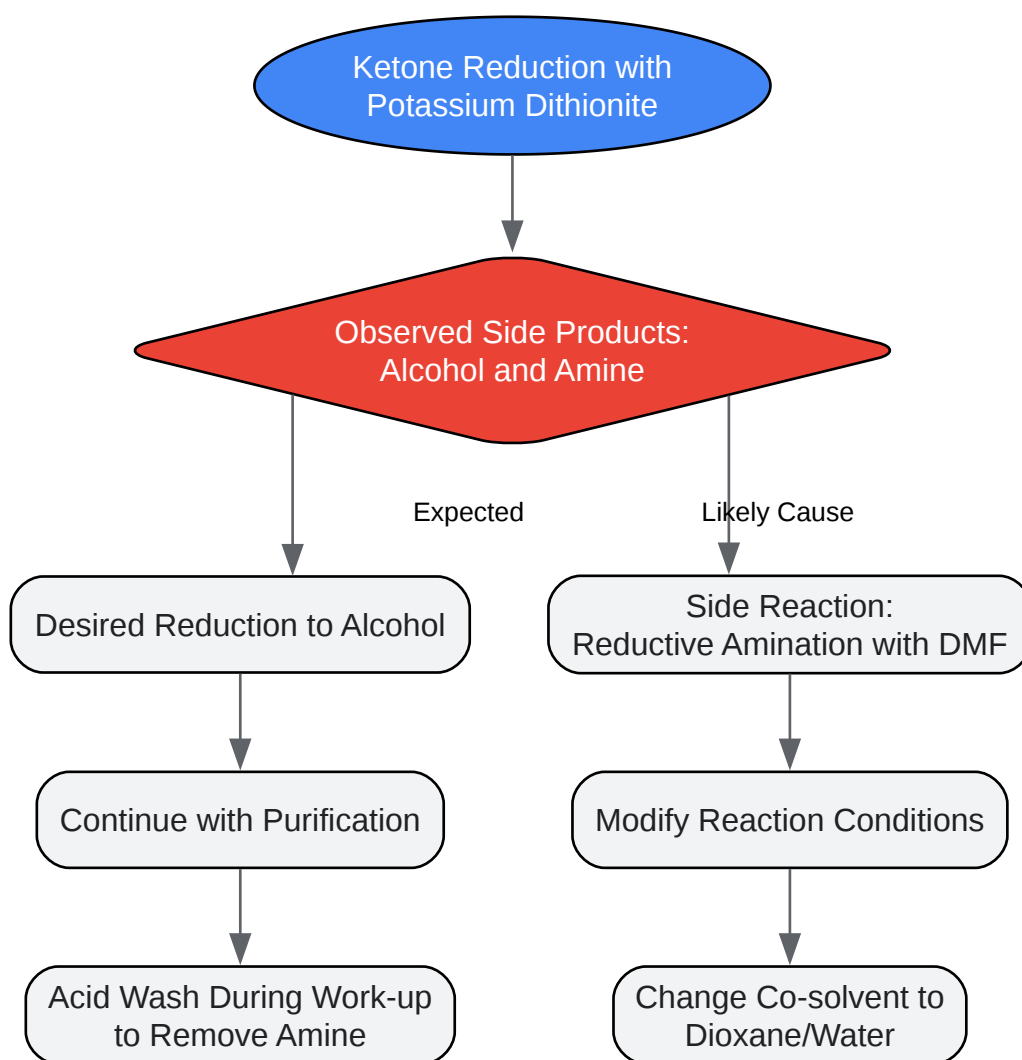 Ketone Reduction with
Potassium Dithionite
Observed Side Products:
Alcohol and Amine
Expected
Likely Cause
Desired Reduction to Alcohol
Side Reaction:
Reductive Amination with DMF
Continue with Purification
Modify Reaction Conditions
Acid Wash During Work-up
to Remove Amine
Change Co-solvent to
Dioxane/Water